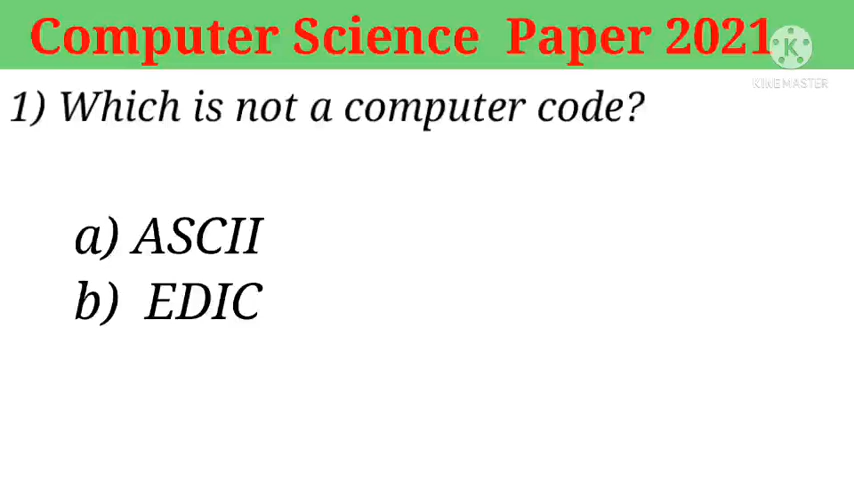 Computer Science Paper 2021
KINEMASTER
1) Which is not a computer code?
a) ASCII
b) EDIC